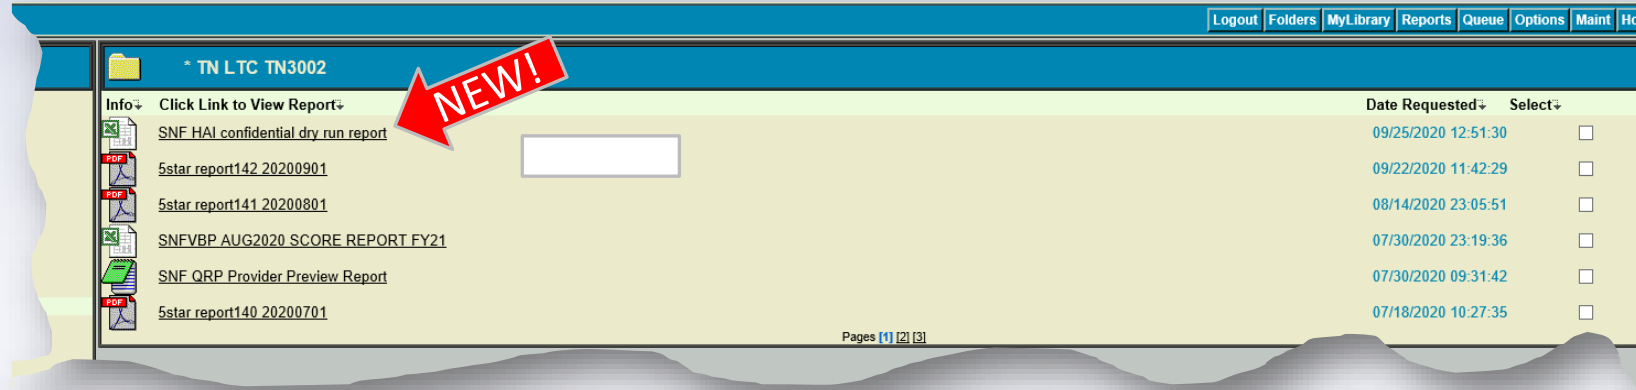 Logout Folders MyLibrary Reports Queue Options Maint
* TN LTC TN3002
NEW!
Info Click Link to View Report Date Requested Select
SNF HAI confidential dry run report 09/25/2020 12:51:30
PDF 5star report142 20200901 09/22/2020 11:42:29
PDF 5star report141 20200801 08/14/2020 23:05:51
SNFVBP AUG2020 SCORE REPORT FY21 07/30/2020 23:19:36
SNF QRP Provider Preview Report 07/30/2020 09:31:42
PDF 5star report140 20200701 07/18/2020 10:27:35
Pages [1] [2] [3]